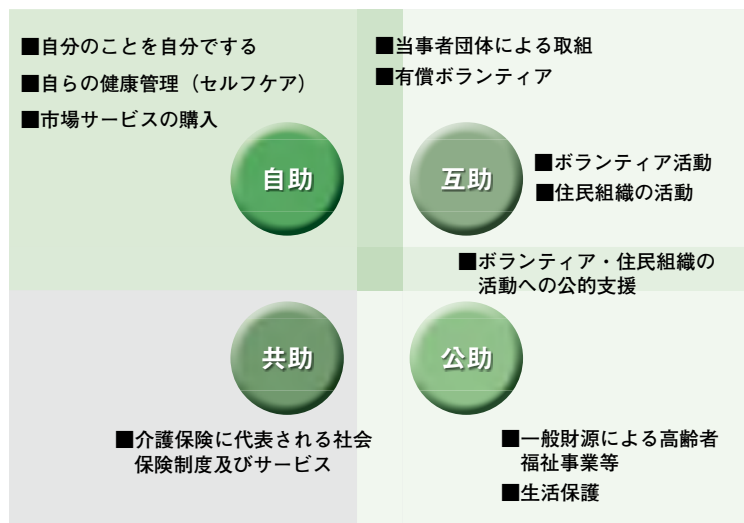 ■自分のことを自分でする
■自らの健康管理（セルフケア）
■市場サービスの購入
自助
■当事者団体による取組
■有償ボランティア
互助
■ボランティア活動
■住民組織の活動
■ボランティア・住民組織の
活動への公的支援
共助
■介護保険に代表される社会
保険制度及びサービス
公助
■一般財源による高齢者
福祉事業等
■生活保護